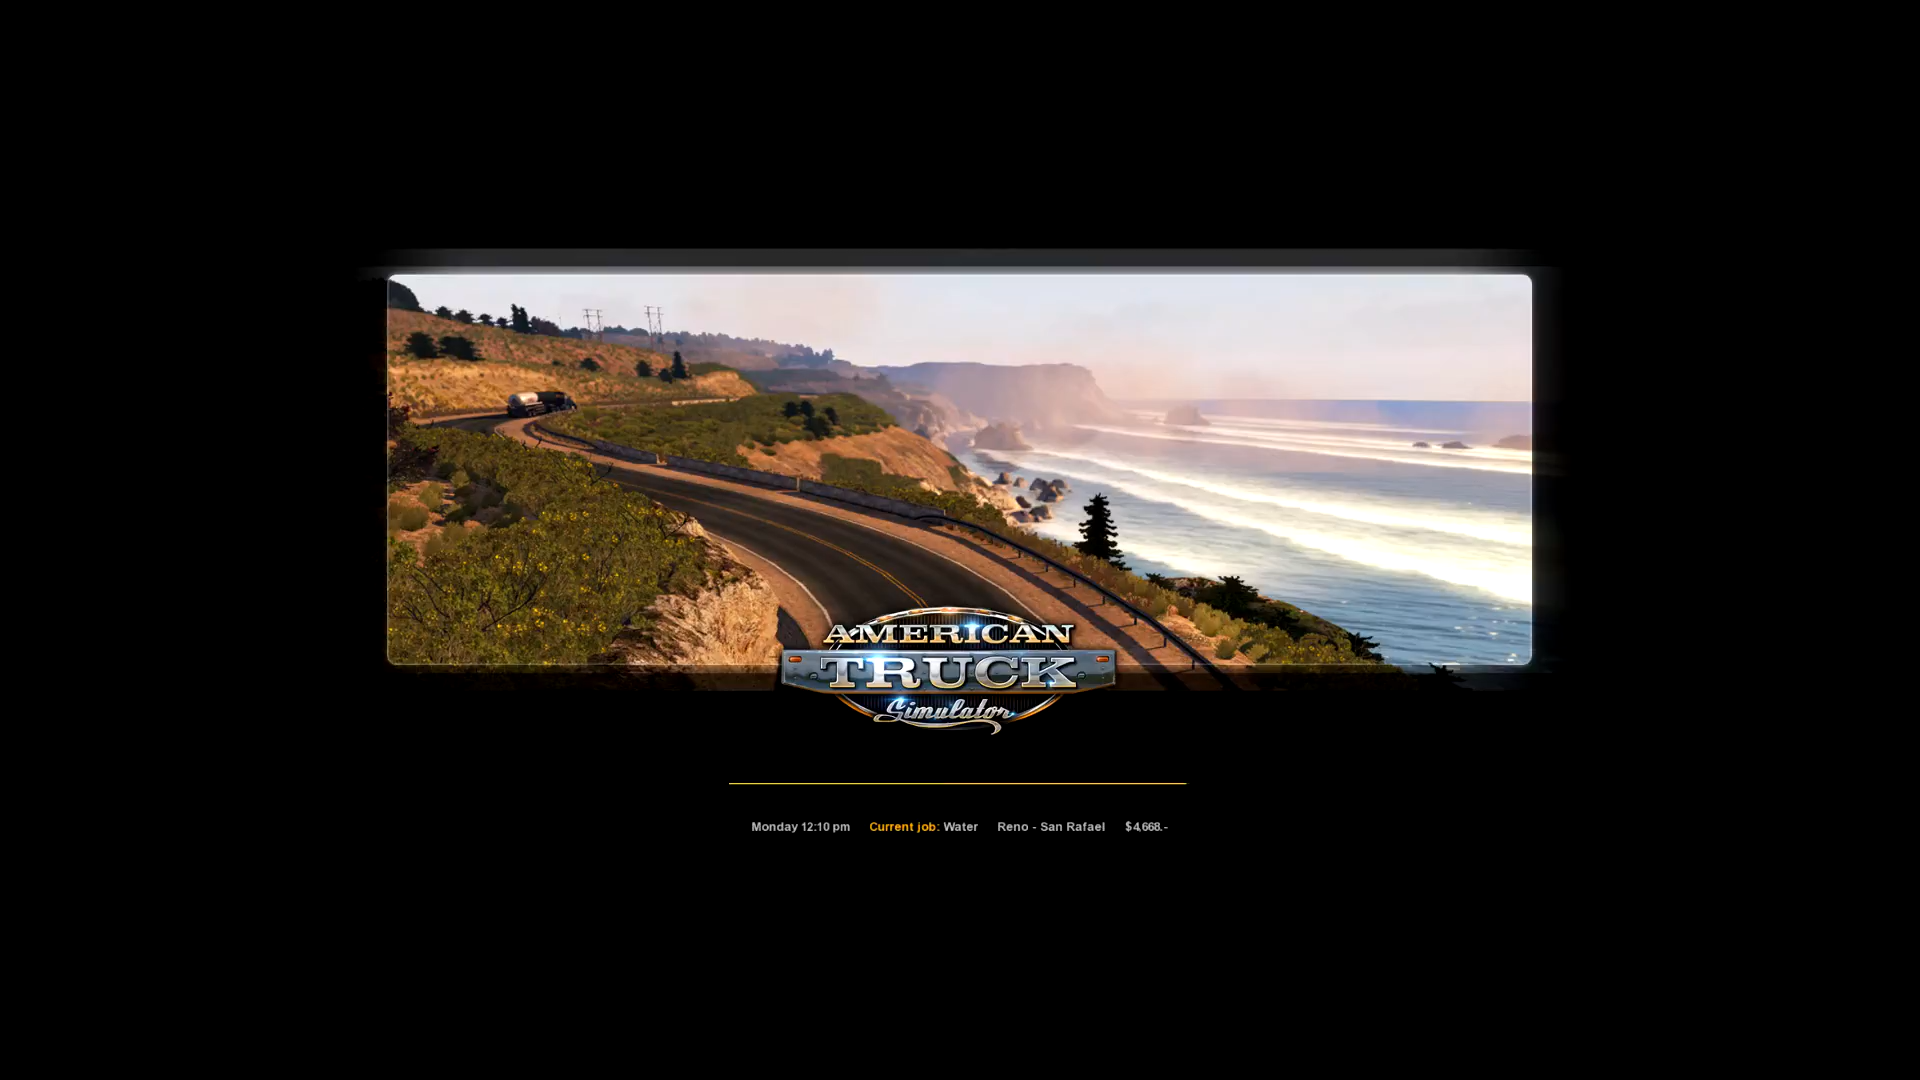 AMERICAN
TRUCK
Simulator
Monday 12:10 pm Current job: Water Reno - San Rafael $4,668.-